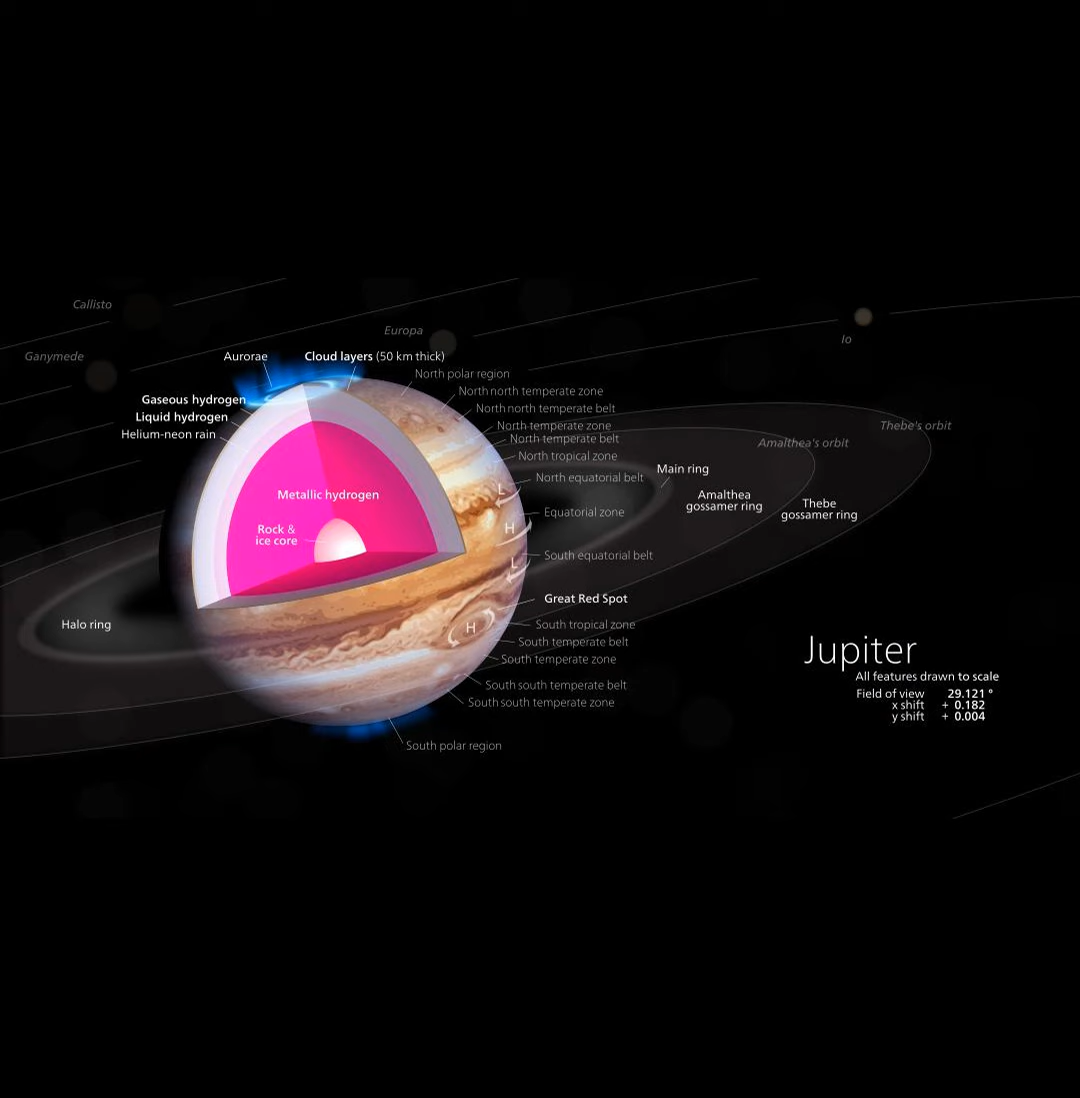 Callisto
Europa
Io
Ganymede
Aurorae
Cloud layers (50 km thick)
North polar region
North north temperate zone
Gaseous hydrogen
North north temperate belt
Liquid hydrogen
North temperate zone
Thebe's orbit
Helium-neon rain
North temperate belt
Amalthea's orbit
North tropical zone
Main ring
North equatorial belt
L
Metallic hydrogen
Amalthea
gossamer ring
Thebe
gossamer ring
Equatorial zone
H
Rock &
ice core
South equatorial belt
L
Great Red Spot
Halo ring
H
South tropical zone
South temperate belt
South temperate zone
South south temperate belt
South south temperate zone
South polar region
Jupiter
All features drawn to scale
Field of view 29.121 °
x shift + 0.182
y shift + 0.004